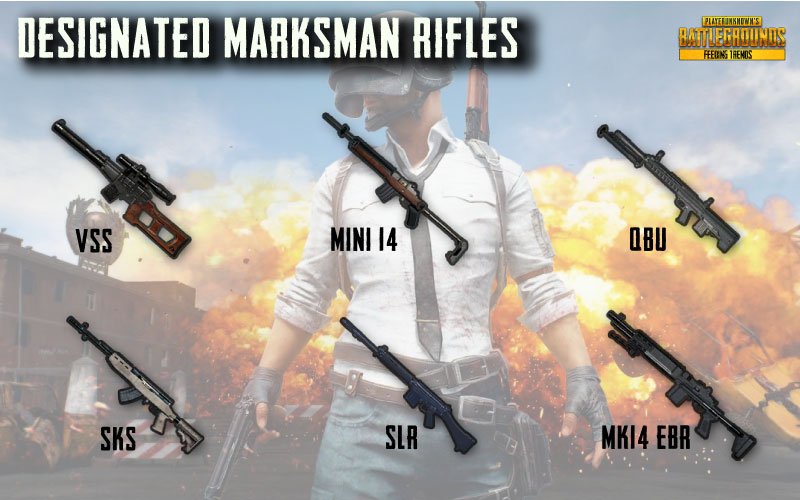 DESIGNATED MARKSMAN RIFLES
PLAYERUNKNOWN'S
BATTLEGROUNDS
FEEDING TRENDS
VSS
MINI 14
QBU
SKS
SLR
MK14 EBR